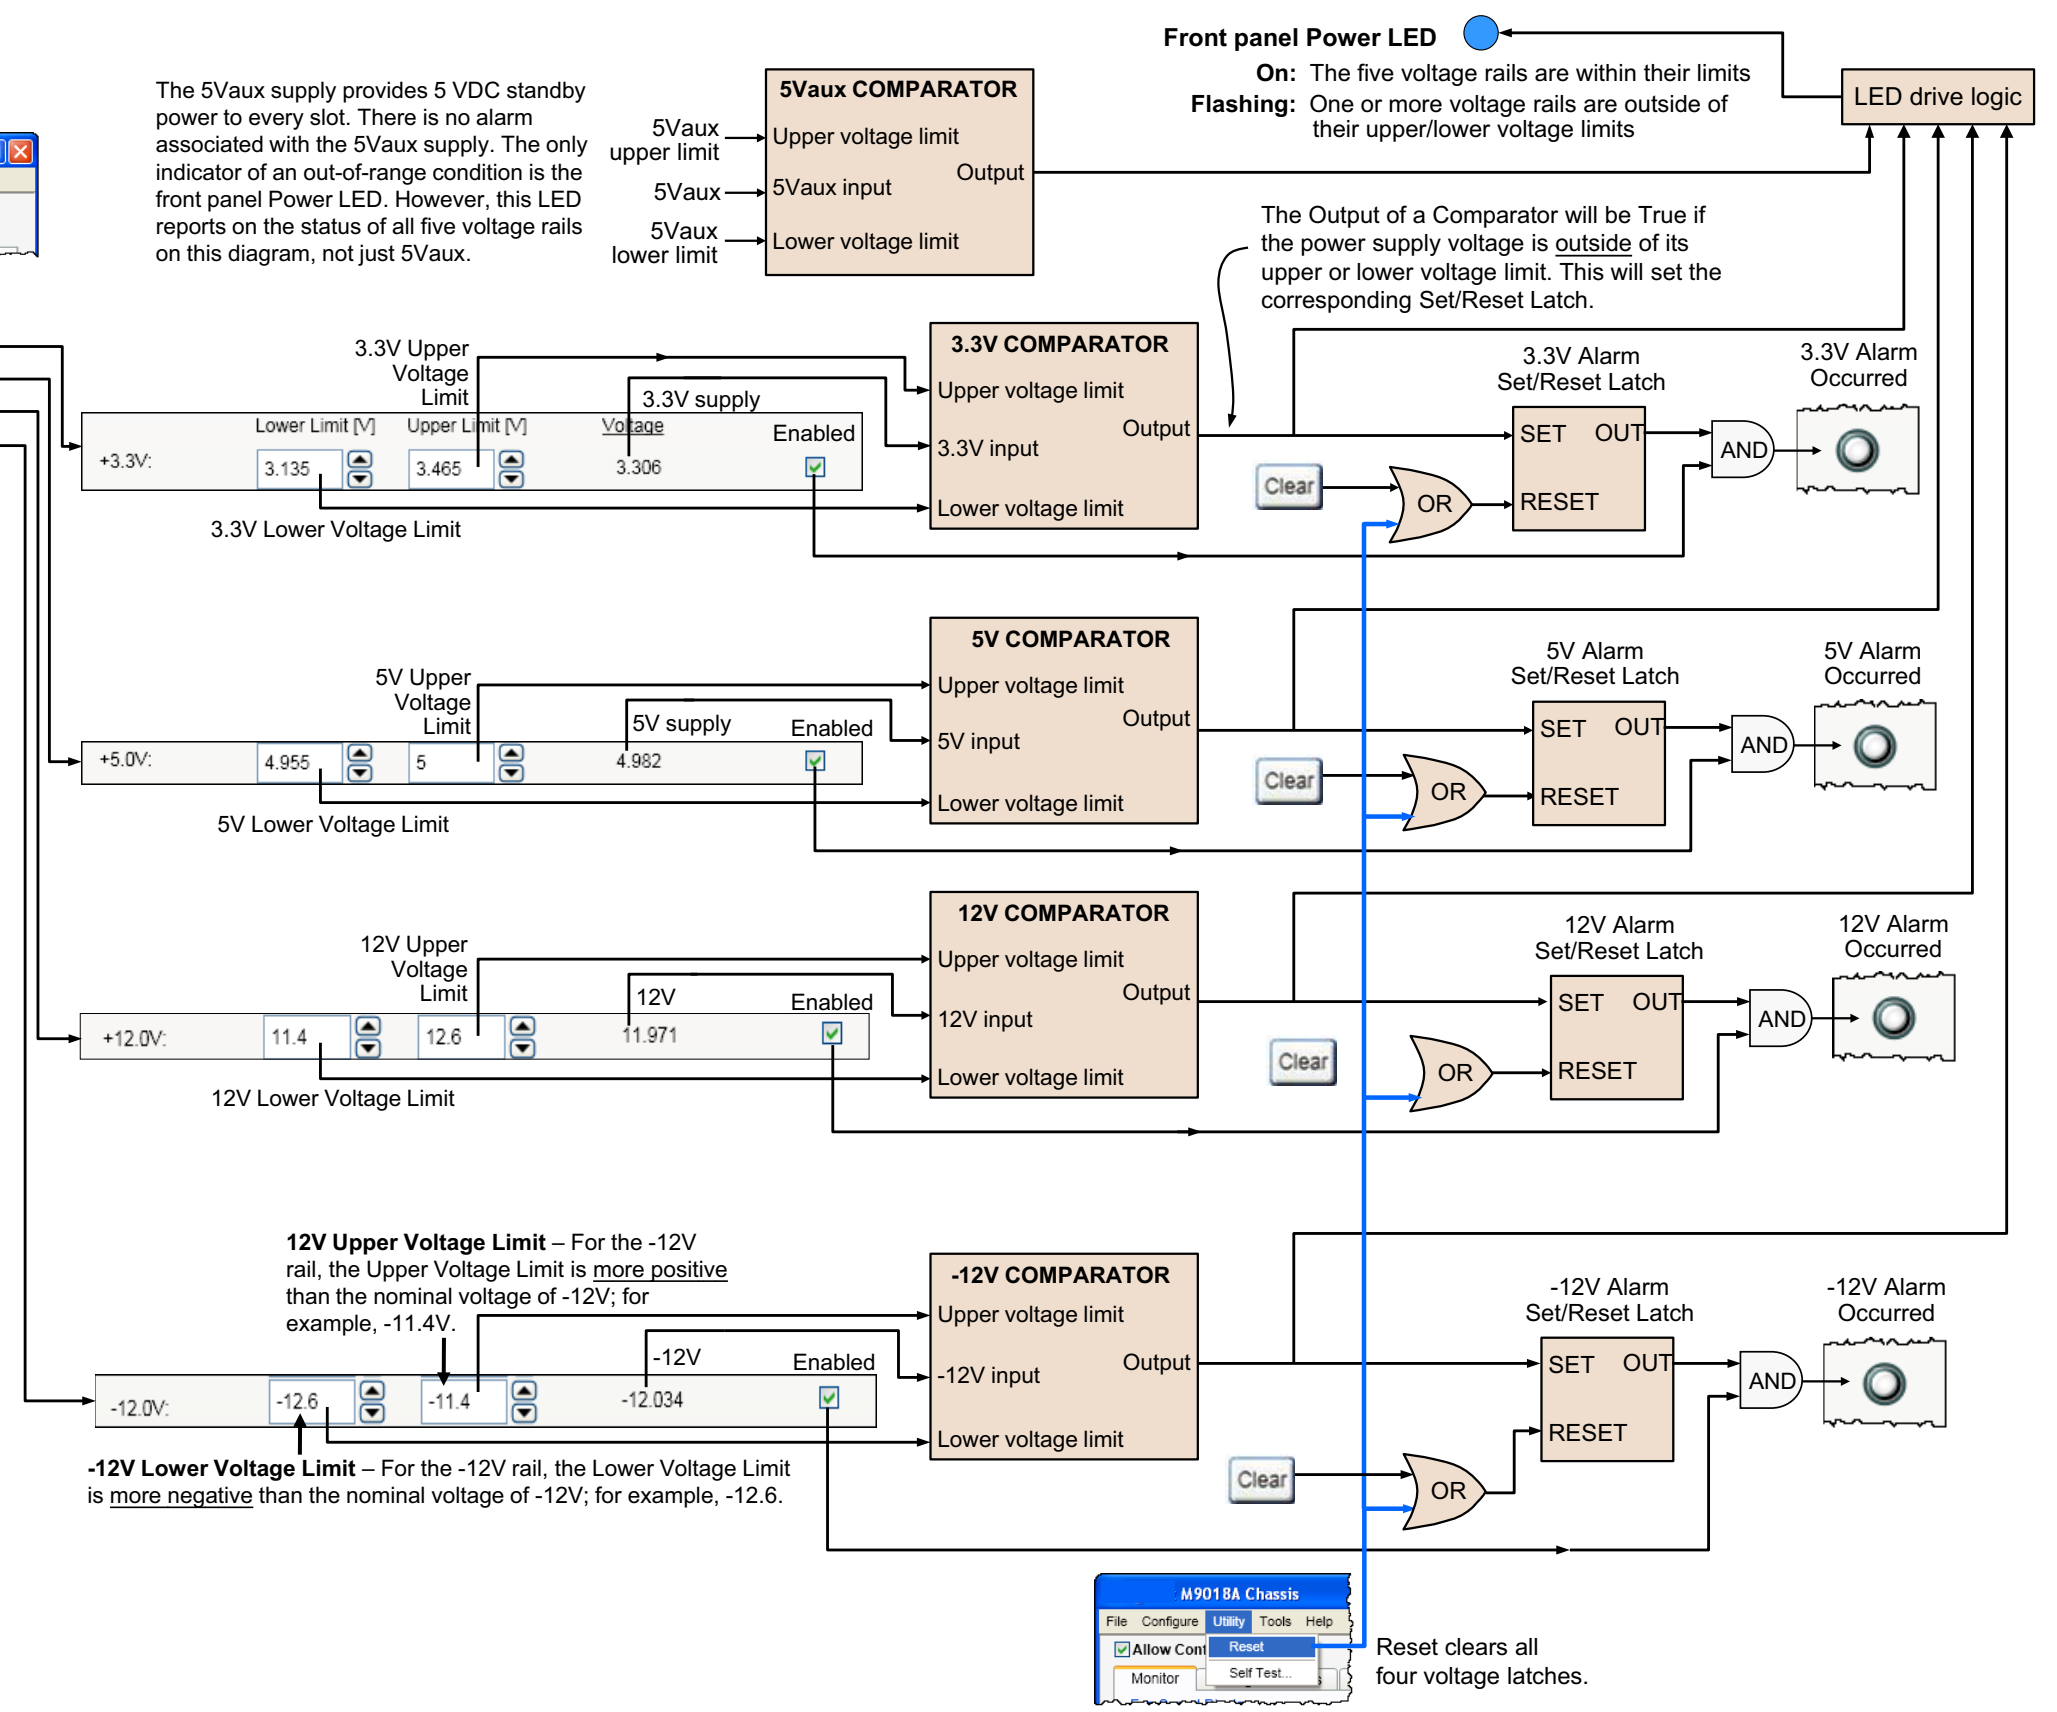 Front panel Power LED
On: The five voltage rails are within their limits
Flashing: One or more voltage rails are outside of
their upper/lower voltage limits
LED drive logic
The 5Vaux supply provides 5 VDC standby
power to every slot. There is no alarm
associated with the 5Vaux supply. The only
indicator of an out-of-range condition is the
front panel Power LED. However, this LED
reports on the status of all five voltage rails
on this diagram, not just 5Vaux.
5Vaux
upper limit
5Vaux
5Vaux
lower limit
5Vaux COMPARATOR
Upper voltage limit
5Vaux input
Output
Lower voltage limit
The Output of a Comparator will be True if
the power supply voltage is outside of its
upper or lower voltage limit. This will set the
corresponding Set/Reset Latch.
3.3V Upper
Voltage
Limit
3.3V supply
Lower Limit [V]
Upper Limit [V]
Voltage
Enabled
+3.3V:
3.135
3.465
3.306
3.3V Lower Voltage Limit
3.3V COMPARATOR
Upper voltage limit
Output
3.3V input
Lower voltage limit
Clear
OR
3.3V Alarm
Set/Reset Latch
SET
OUT
RESET
AND
3.3V Alarm
Occurred
5V Upper
Voltage
Limit
5V supply
Enabled
+5.0V:
4.955
5
4.982
5V Lower Voltage Limit
5V COMPARATOR
Upper voltage limit
Output
5V input
Lower voltage limit
Clear
OR
5V Alarm
Set/Reset Latch
SET
OUT
RESET
AND
5V Alarm
Occurred
12V Upper
Voltage
Limit
12V
Enabled
+12.0V:
11.4
12.6
11.971
12V Lower Voltage Limit
12V COMPARATOR
Upper voltage limit
Output
12V input
Lower voltage limit
Clear
OR
12V Alarm
Set/Reset Latch
SET
OUT
RESET
AND
12V Alarm
Occurred
12V Upper Voltage Limit – For the -12V
rail, the Upper Voltage Limit is more positive
than the nominal voltage of -12V; for
example, -11.4V.
-12V
Enabled
-12.0V:
-12.6
-11.4
-12.034
-12V Lower Voltage Limit – For the -12V rail, the Lower Voltage Limit
is more negative than the nominal voltage of -12V; for example, -12.6.
-12V COMPARATOR
Upper voltage limit
Output
-12V input
Lower voltage limit
Clear
OR
-12V Alarm
Set/Reset Latch
SET
OUT
RESET
AND
-12V Alarm
Occurred
M9018A Chassis
File Configure Utility Tools Help
Allow Cont
Reset
Self Test...
Monitor
Reset clears all
four voltage latches.